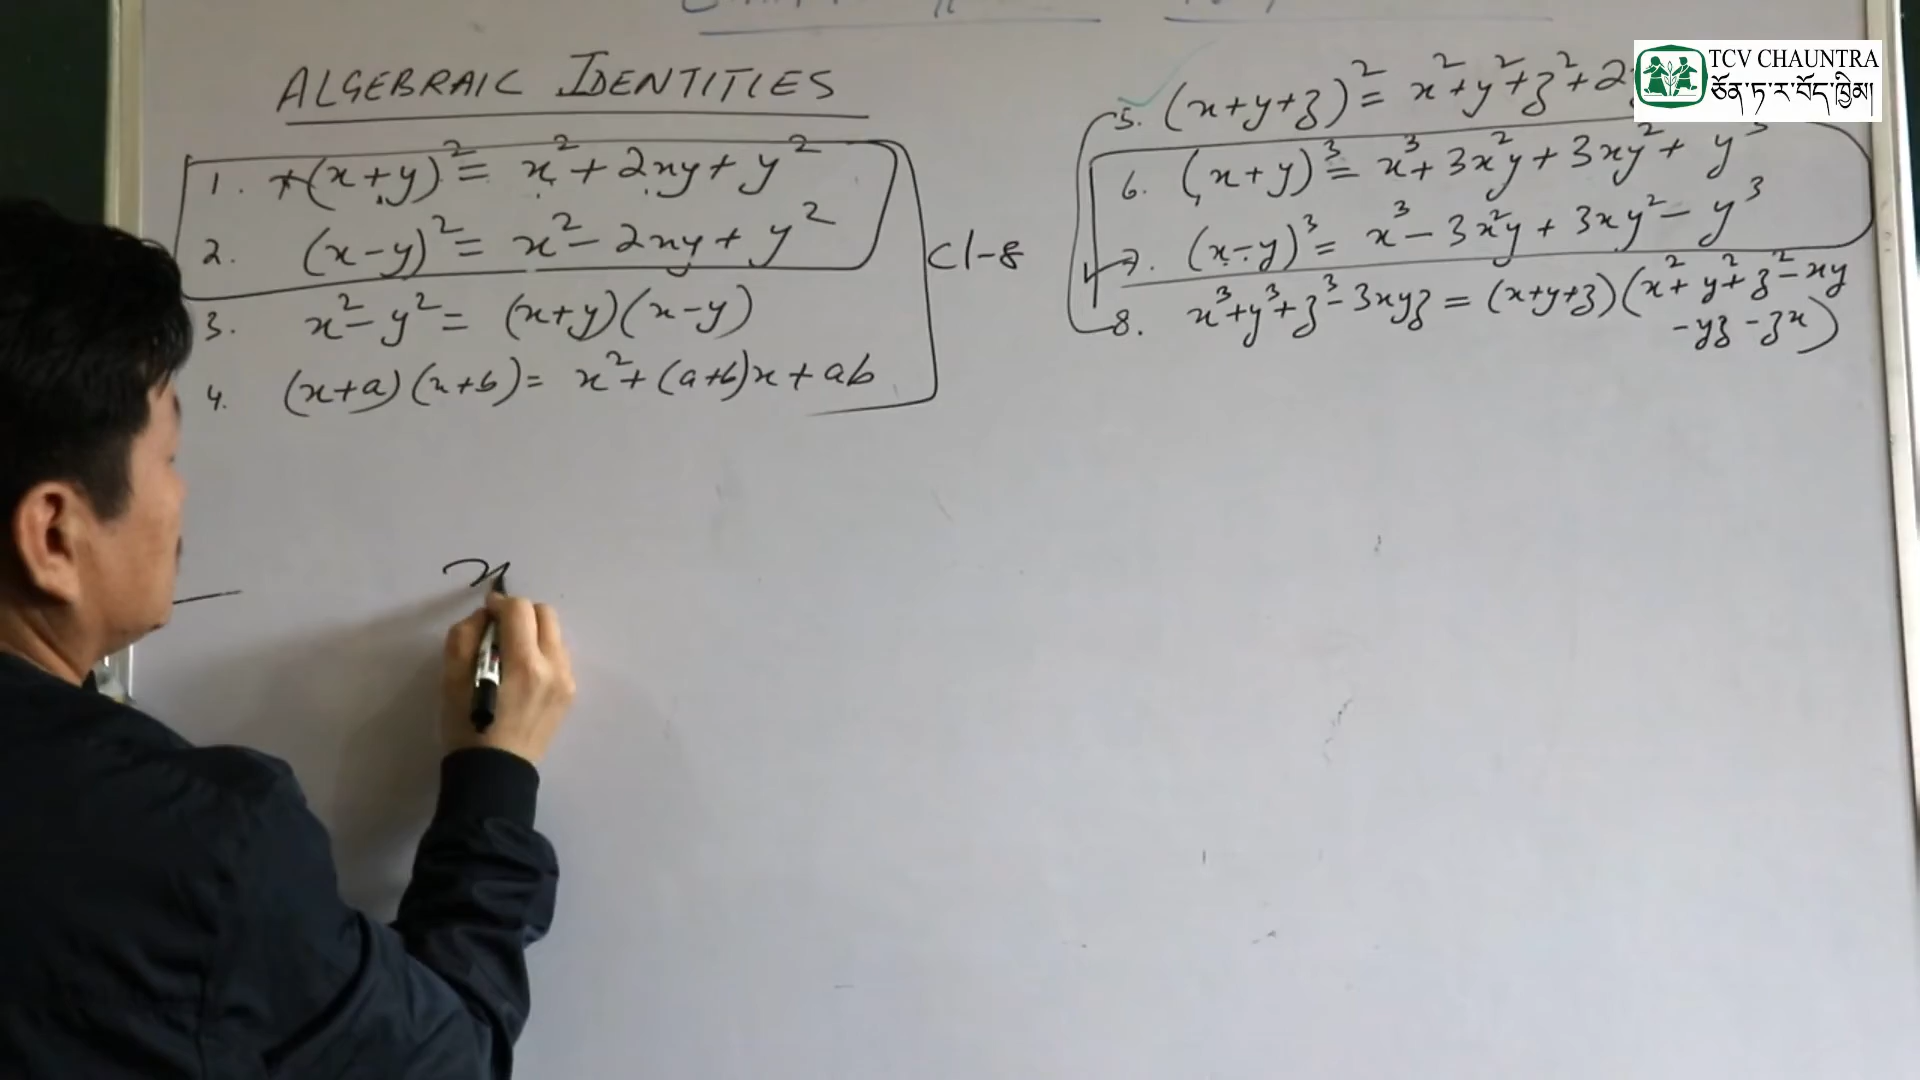 ALGEBRAIC IDENTITIES
1. (x+y)² = x² + 2xy + y²
2. (x-y)² = x² - 2xy + y²
3. x² - y² = (x+y)(x-y)
4. (x+a)(x+b) = x² + (a+b)x + ab
Cl-8
5. (x+y+z)² = x² + y² + z² + 2
6. (x+y)³ = x³ + 3x²y + 3xy² + y³
7. (x-y)³ = x³ - 3x²y + 3xy² - y³
8. x³+y³+z³-3xyz = (x+y+z)(x²+y²+z²-xy
-yz-zx)
x
TCV CHAUNTRA
ཅོན་ཏ་ར་བོད་ཁྱིམ།